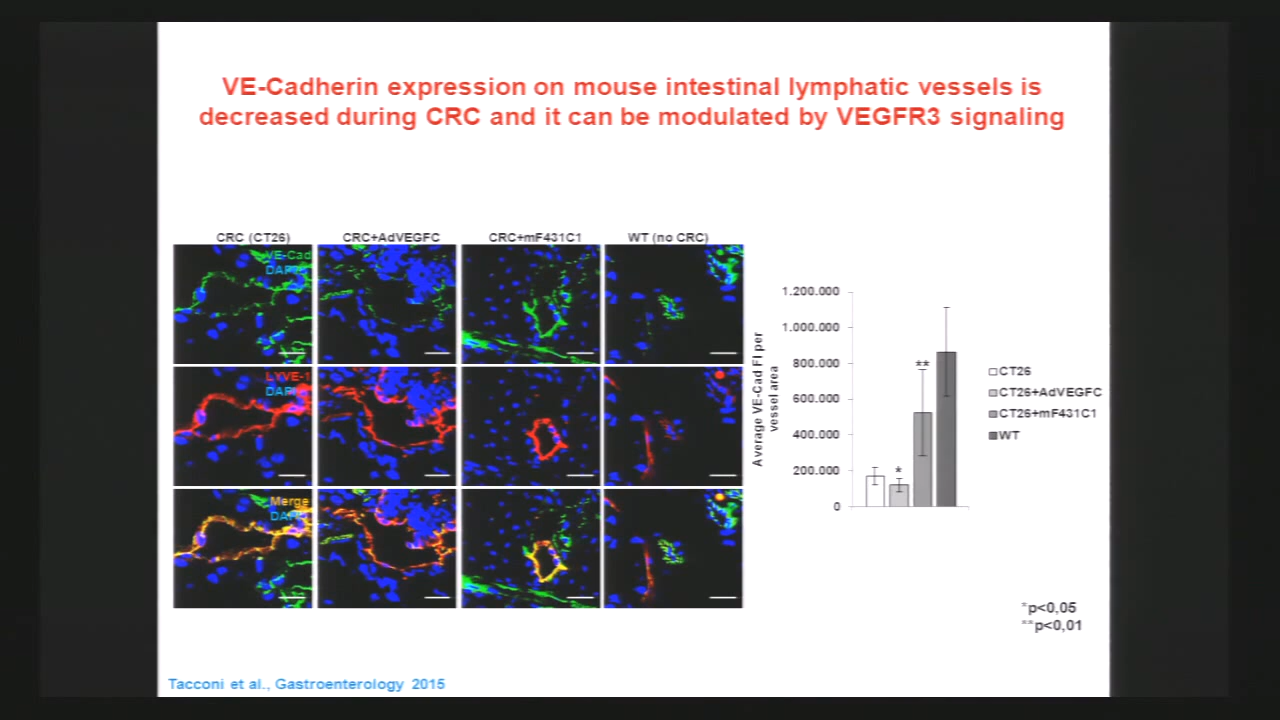 VE-Cadherin expression on mouse intestinal lymphatic vessels is
decreased during CRC and it can be modulated by VEGFR3 signaling
CRC (CT26)
CRC+AdVEGFC
CRC+mF431C1
WT (no CRC)
VE-Cad
DAPI
LYVE-1
DAPI
Merge
DAPI
Average VE-Cad FI per
vessel area
1.200.000
1.000.000
800.000
600.000
400.000
200.000
0
*
**
CT26
CT26+AdVEGFC
CT26+mF431C1
WT
*p<0,05
**p<0,01
Tacconi et al., Gastroenterology 2015